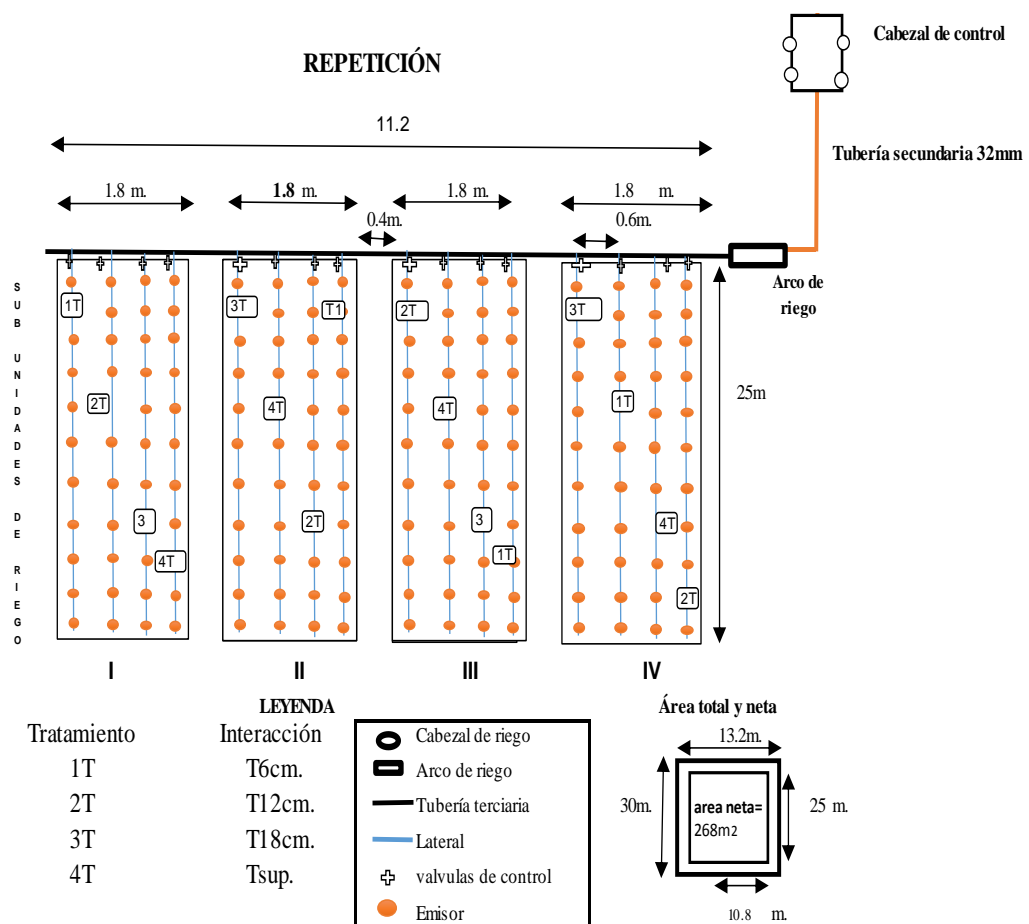 Cabezal de control
REPETICIÓN
11.2
Tubería secundaria 32mm
1.8 m.
1.8 m.
1.8 m.
1.8 m.
0.4m.
0.6m.
Arco de
riego
SUB UNIDADES DE RIEGO
1T
2T
3
4T
3T
4T
2T
T1
2T
4T
3
1T
3T
1T
4T
2T
25m
I
II
III
IV
LEYENDA
Tratamiento
Interacción
1T
T6cm.
2T
T12cm.
3T
T18cm.
4T
Tsup.
Cabezal de riego
Arco de riego
Tubería terciaria
Lateral
valvulas de control
Emisor
Área total y neta
13.2m.
30m.
area neta=
268m2
25 m.
10.8 m.